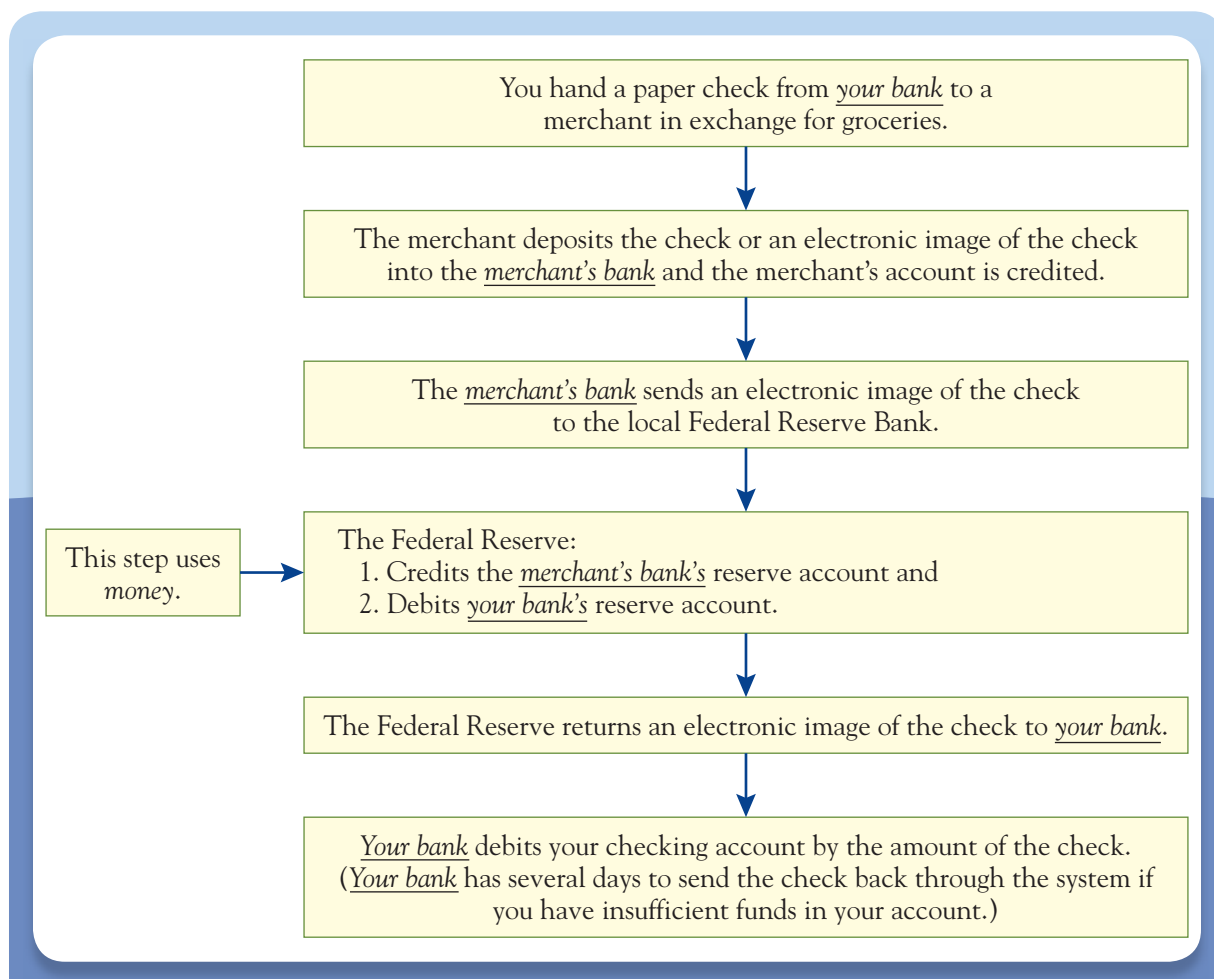 You hand a paper check from your bank to a
merchant in exchange for groceries.
The merchant deposits the check or an electronic image of the check
into the merchant's bank and the merchant's account is credited.
The merchant's bank sends an electronic image of the check
to the local Federal Reserve Bank.
This step uses
money.
The Federal Reserve:
1. Credits the merchant's bank's reserve account and
2. Debits your bank's reserve account.
The Federal Reserve returns an electronic image of the check to your bank.
Your bank debits your checking account by the amount of the check.
(Your bank has several days to send the check back through the system if
you have insufficient funds in your account.)